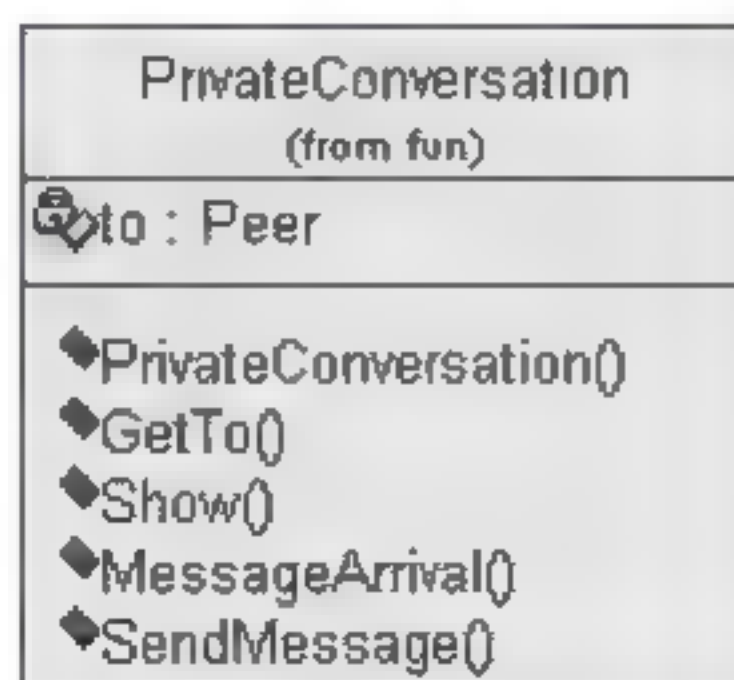 PrivateConversation
(from fun)
to : Peer
PrivateConversation()
GetTo()
Show()
MessageArrival()
SendMessage()